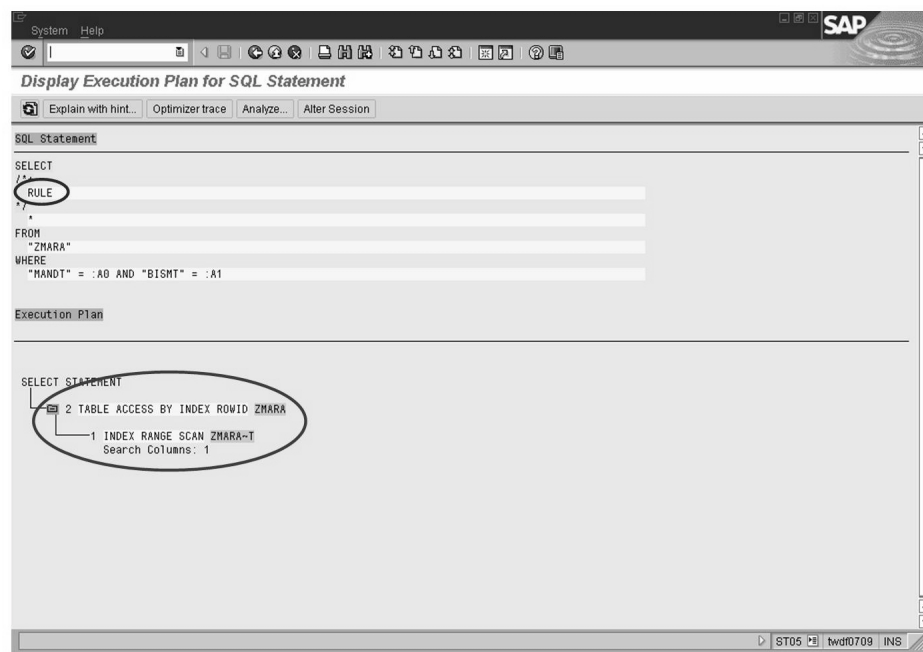 System Help
SAP
Display Execution Plan for SQL Statement
Explain with hint... Optimizer trace Analyze... Alter Session
SQL Statement
SELECT
/*+
RULE
*/
*
FROM
"ZMARA"
WHERE
"MANDT" = :A0 AND "BISMT" = :A1
Execution Plan
SELECT STATEMENT
2 TABLE ACCESS BY INDEX ROWID ZMARA
1 INDEX RANGE SCAN ZMARA~T
Search Columns: 1
ST05 twdf0709 INS